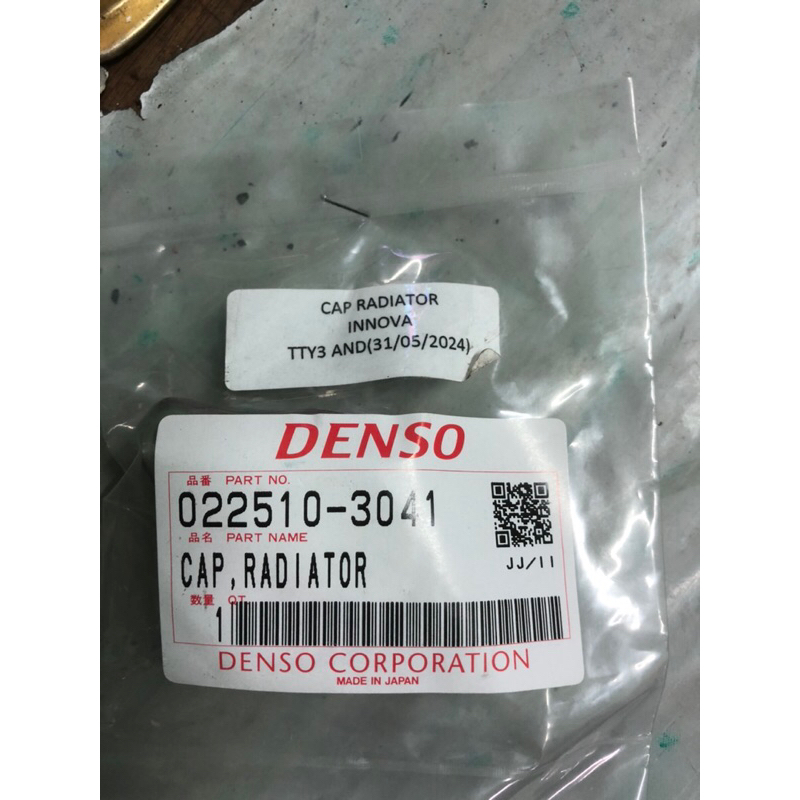 CAP RADIATOR
INNOVA
TTY3 AND(31/05/2024)
DENSO
品番 PART NO.
022510-3041
品名 PART NAME
CAP,RADIATOR
JJ/11
数量 QT
1
DENSO CORPORATION
MADE IN JAPAN